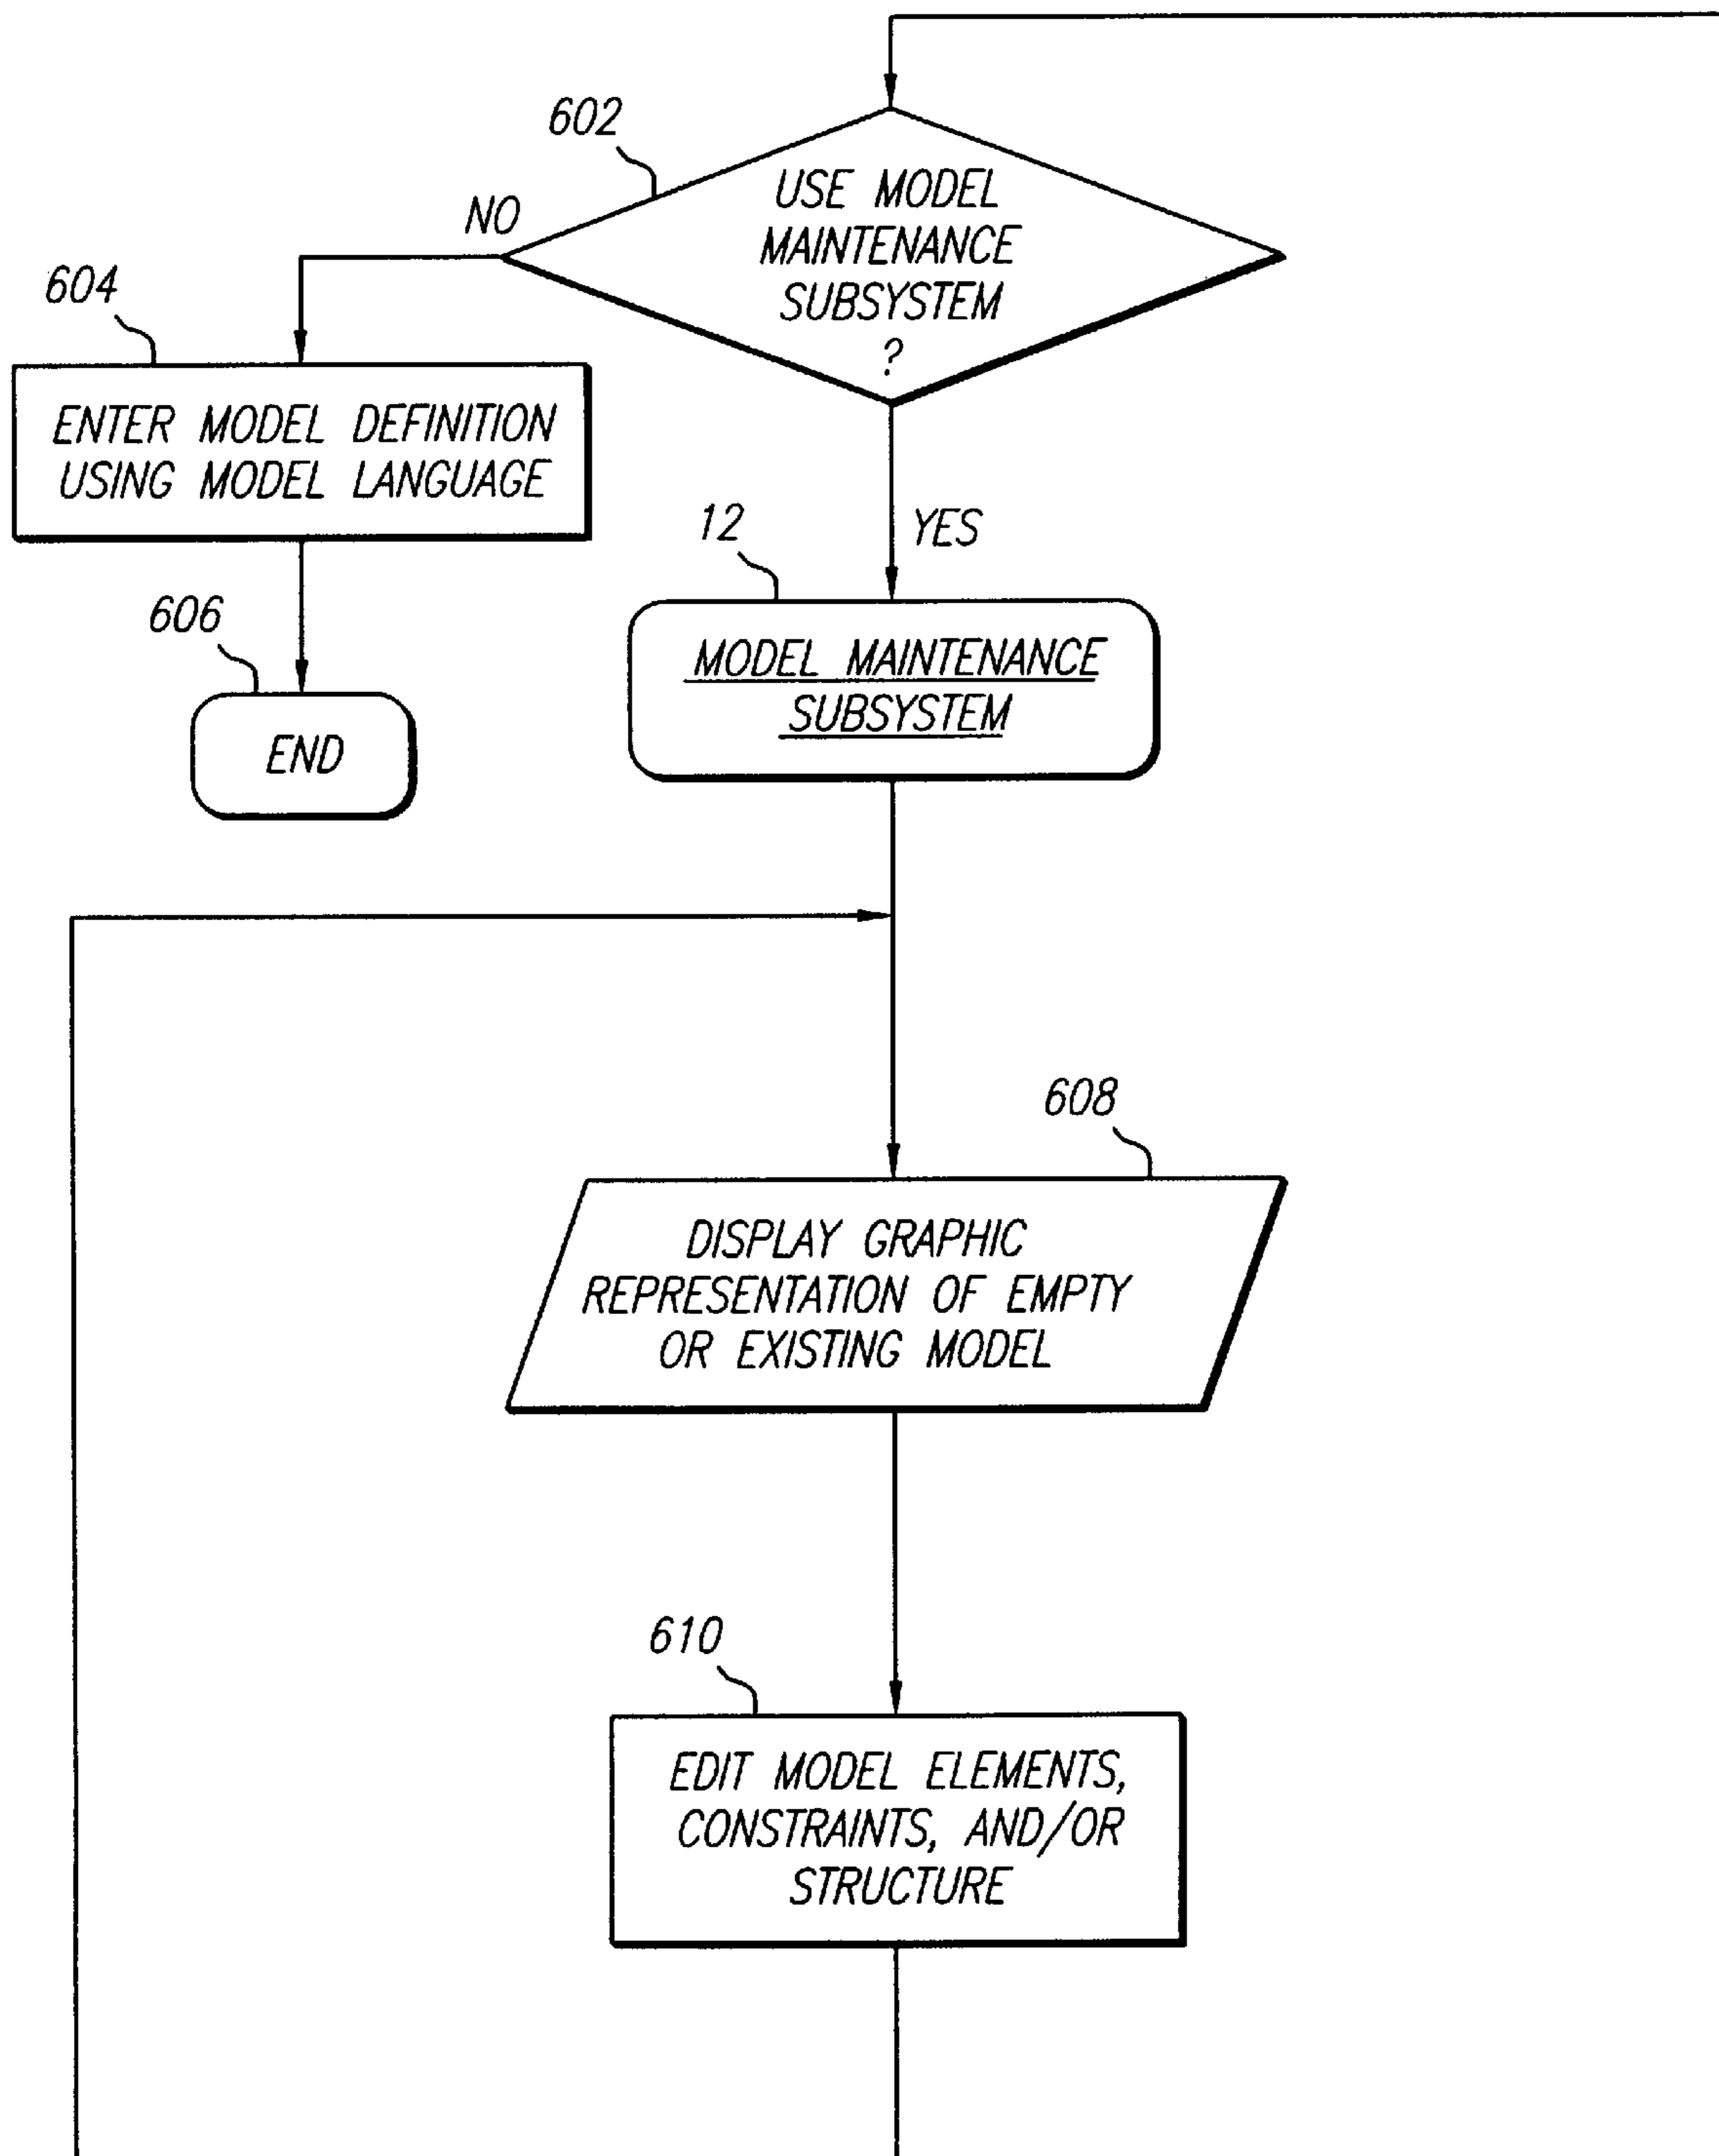 602
USE MODEL
MAINTENANCE
SUBSYSTEM
?
NO
604
ENTER MODEL DEFINITION
USING MODEL LANGUAGE
12
YES
606
END
MODEL MAINTENANCE
SUBSYSTEM
608
DISPLAY GRAPHIC
REPRESENTATION OF EMPTY
OR EXISTING MODEL
610
EDIT MODEL ELEMENTS,
CONSTRAINTS, AND/OR
STRUCTURE